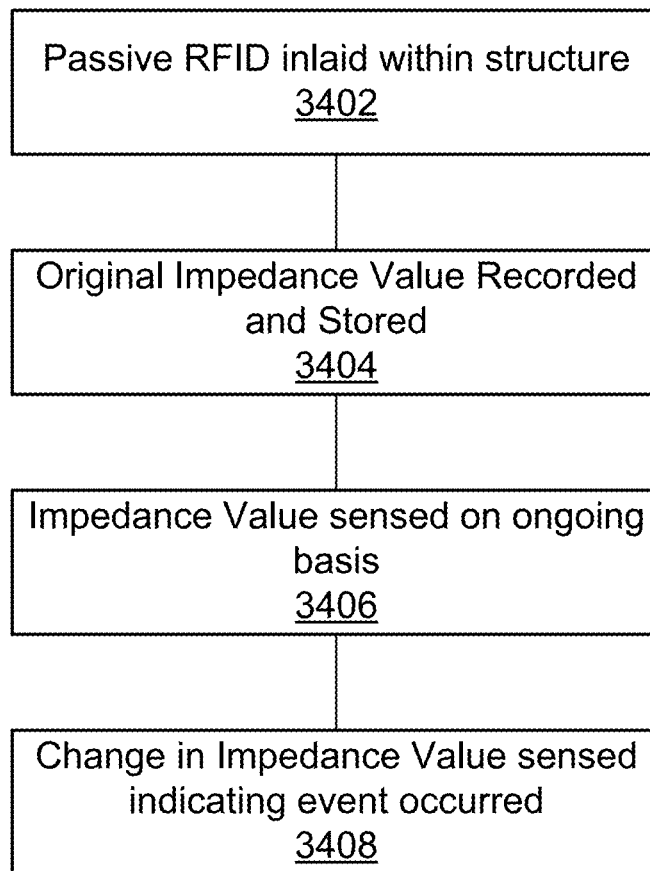 Passive RFID inlaid within structure
3402
Original Impedance Value Recorded
and Stored
3404
Impedance Value sensed on ongoing
basis
3406
Change in Impedance Value sensed
indicating event occurred
3408